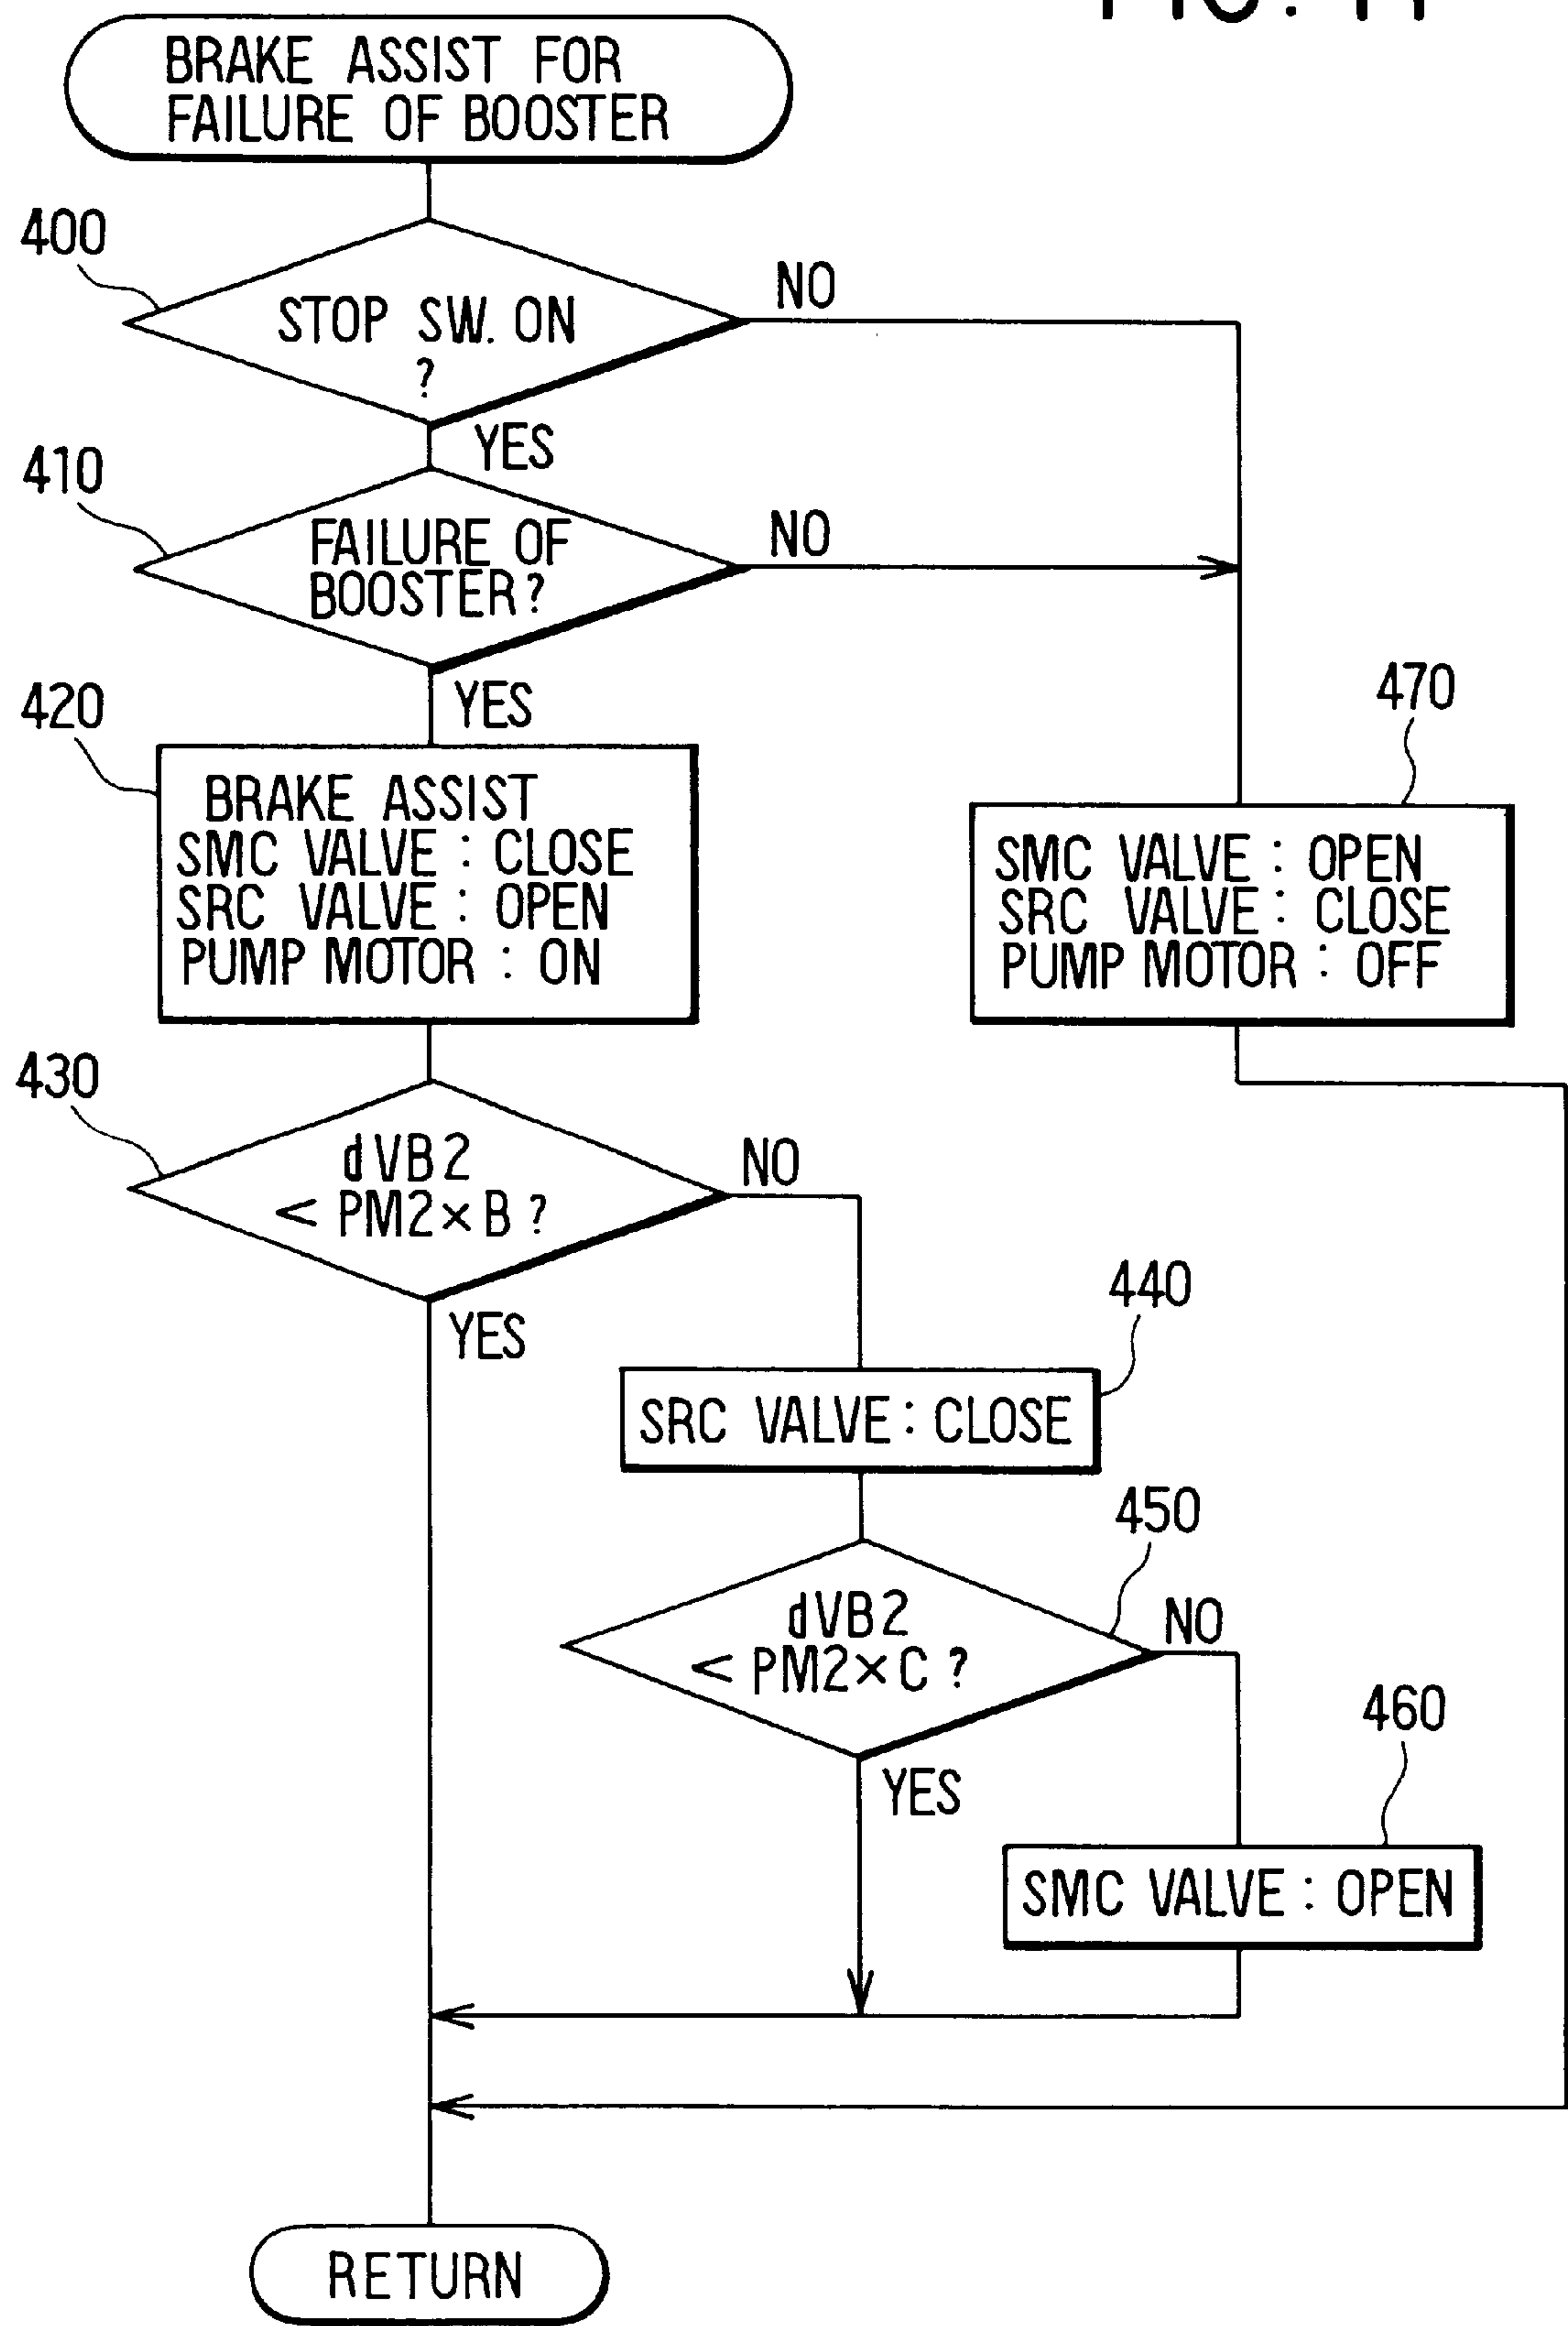 BRAKE ASSIST FOR
FAILURE OF BOOSTER
400
STOP SW. ON
?
NO
YES
410
FAILURE OF
BOOSTER?
NO
YES
420
BRAKE ASSIST
SMC VALVE : CLOSE
SRC VALVE : OPEN
PUMP MOTOR : ON
470
SMC VALVE : OPEN
SRC VALVE : CLOSE
PUMP MOTOR : OFF
430
dVB2
< PM2×B ?
NO
YES
440
SRC VALVE : CLOSE
450
dVB2
< PM2×C ?
NO
YES
460
SMC VALVE : OPEN
RETURN